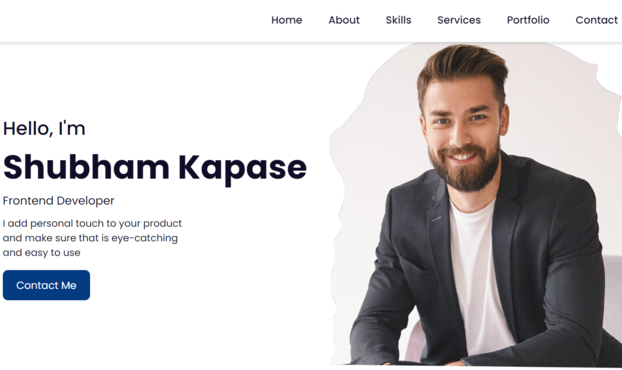 Home About Skills Services Portfolio Contact
Hello, I'm
Shubham Kapase
Frontend Developer
I add personal touch to your product
and make sure that is eye-catching
and easy to use
Contact Me